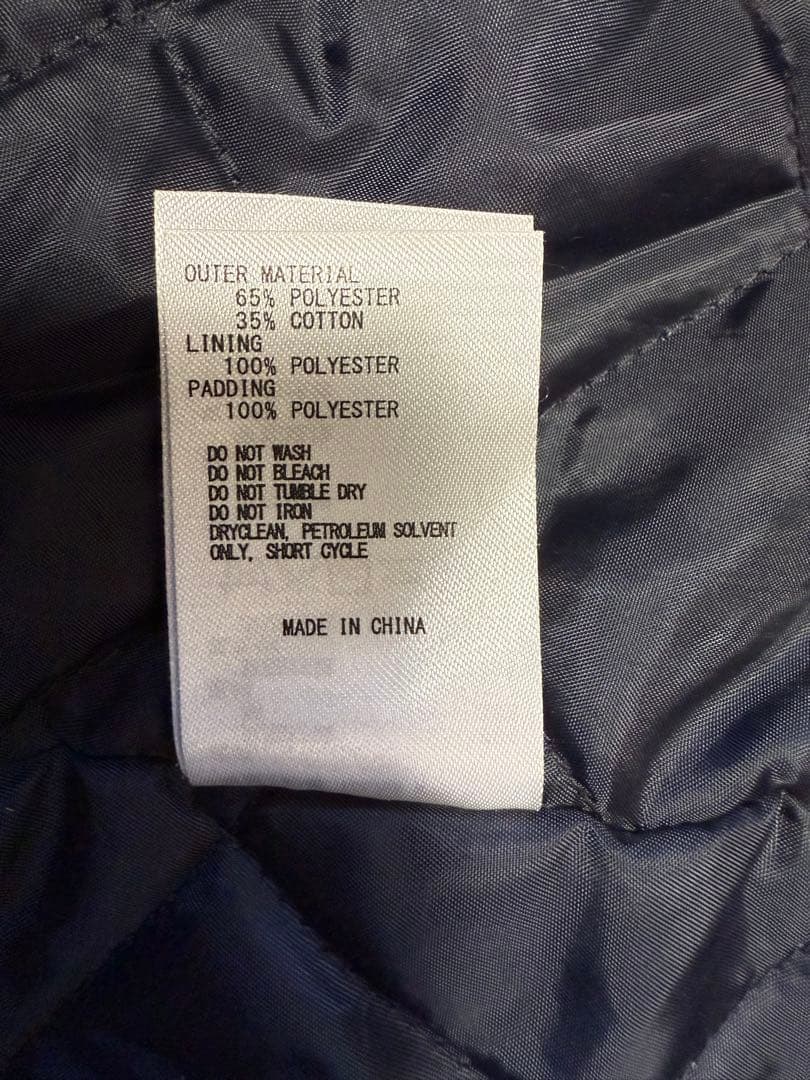 OUTER MATERIAL
65% POLYESTER
35% COTTON
LINING
100% POLYESTER
PADDING
100% POLYESTER
DO NOT WASH
DO NOT BLEACH
DO NOT TUMBLE DRY
DO NOT IRON
DRYCLEAN, PETROLEUM SOLVENT
ONLY, SHORT CYCLE
MADE IN CHINA